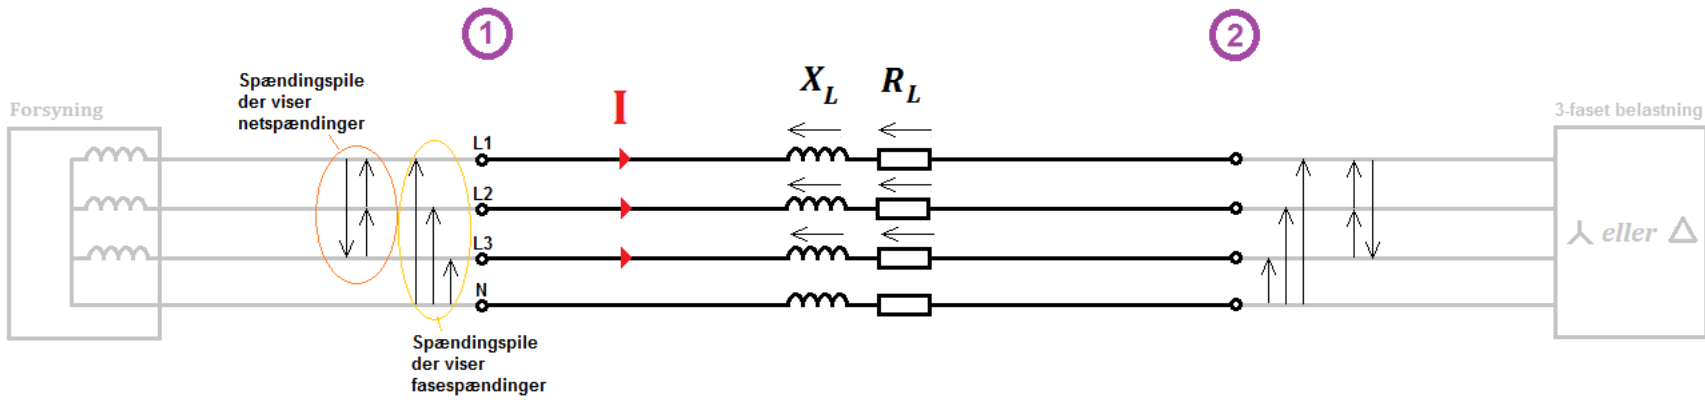 1
2
Spændingspile
der viser
netspændinger
Forsyning
I
X_L
R_L
3-faset belastning
L1
L2
L3
N
eller
Spændingspile
der viser
fasespændinger